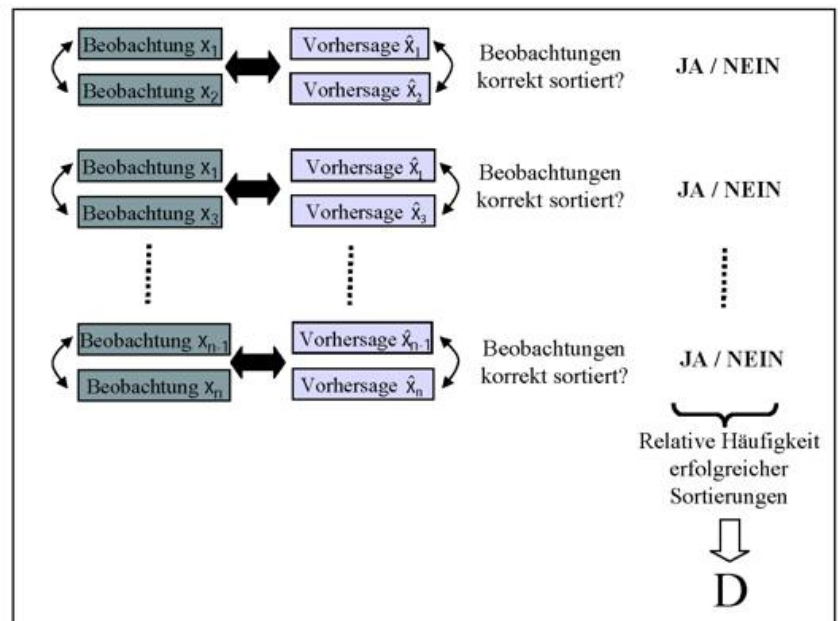 Beobachtung x₁
Vorhersage x̂₁
Beobachtungen
korrekt sortiert?
JA / NEIN
Beobachtung x₂
Vorhersage x̂₂
Beobachtung x₁
Vorhersage x̂₁
Beobachtungen
korrekt sortiert?
JA / NEIN
Beobachtung x₃
Vorhersage x̂₃
Beobachtung xₙ₋₁
Vorhersage x̂ₙ₋₁
Beobachtungen
korrekt sortiert?
JA / NEIN
Beobachtung xₙ
Vorhersage x̂ₙ
Relative Häufigkeit
erfolgreicher
Sortierungen
D